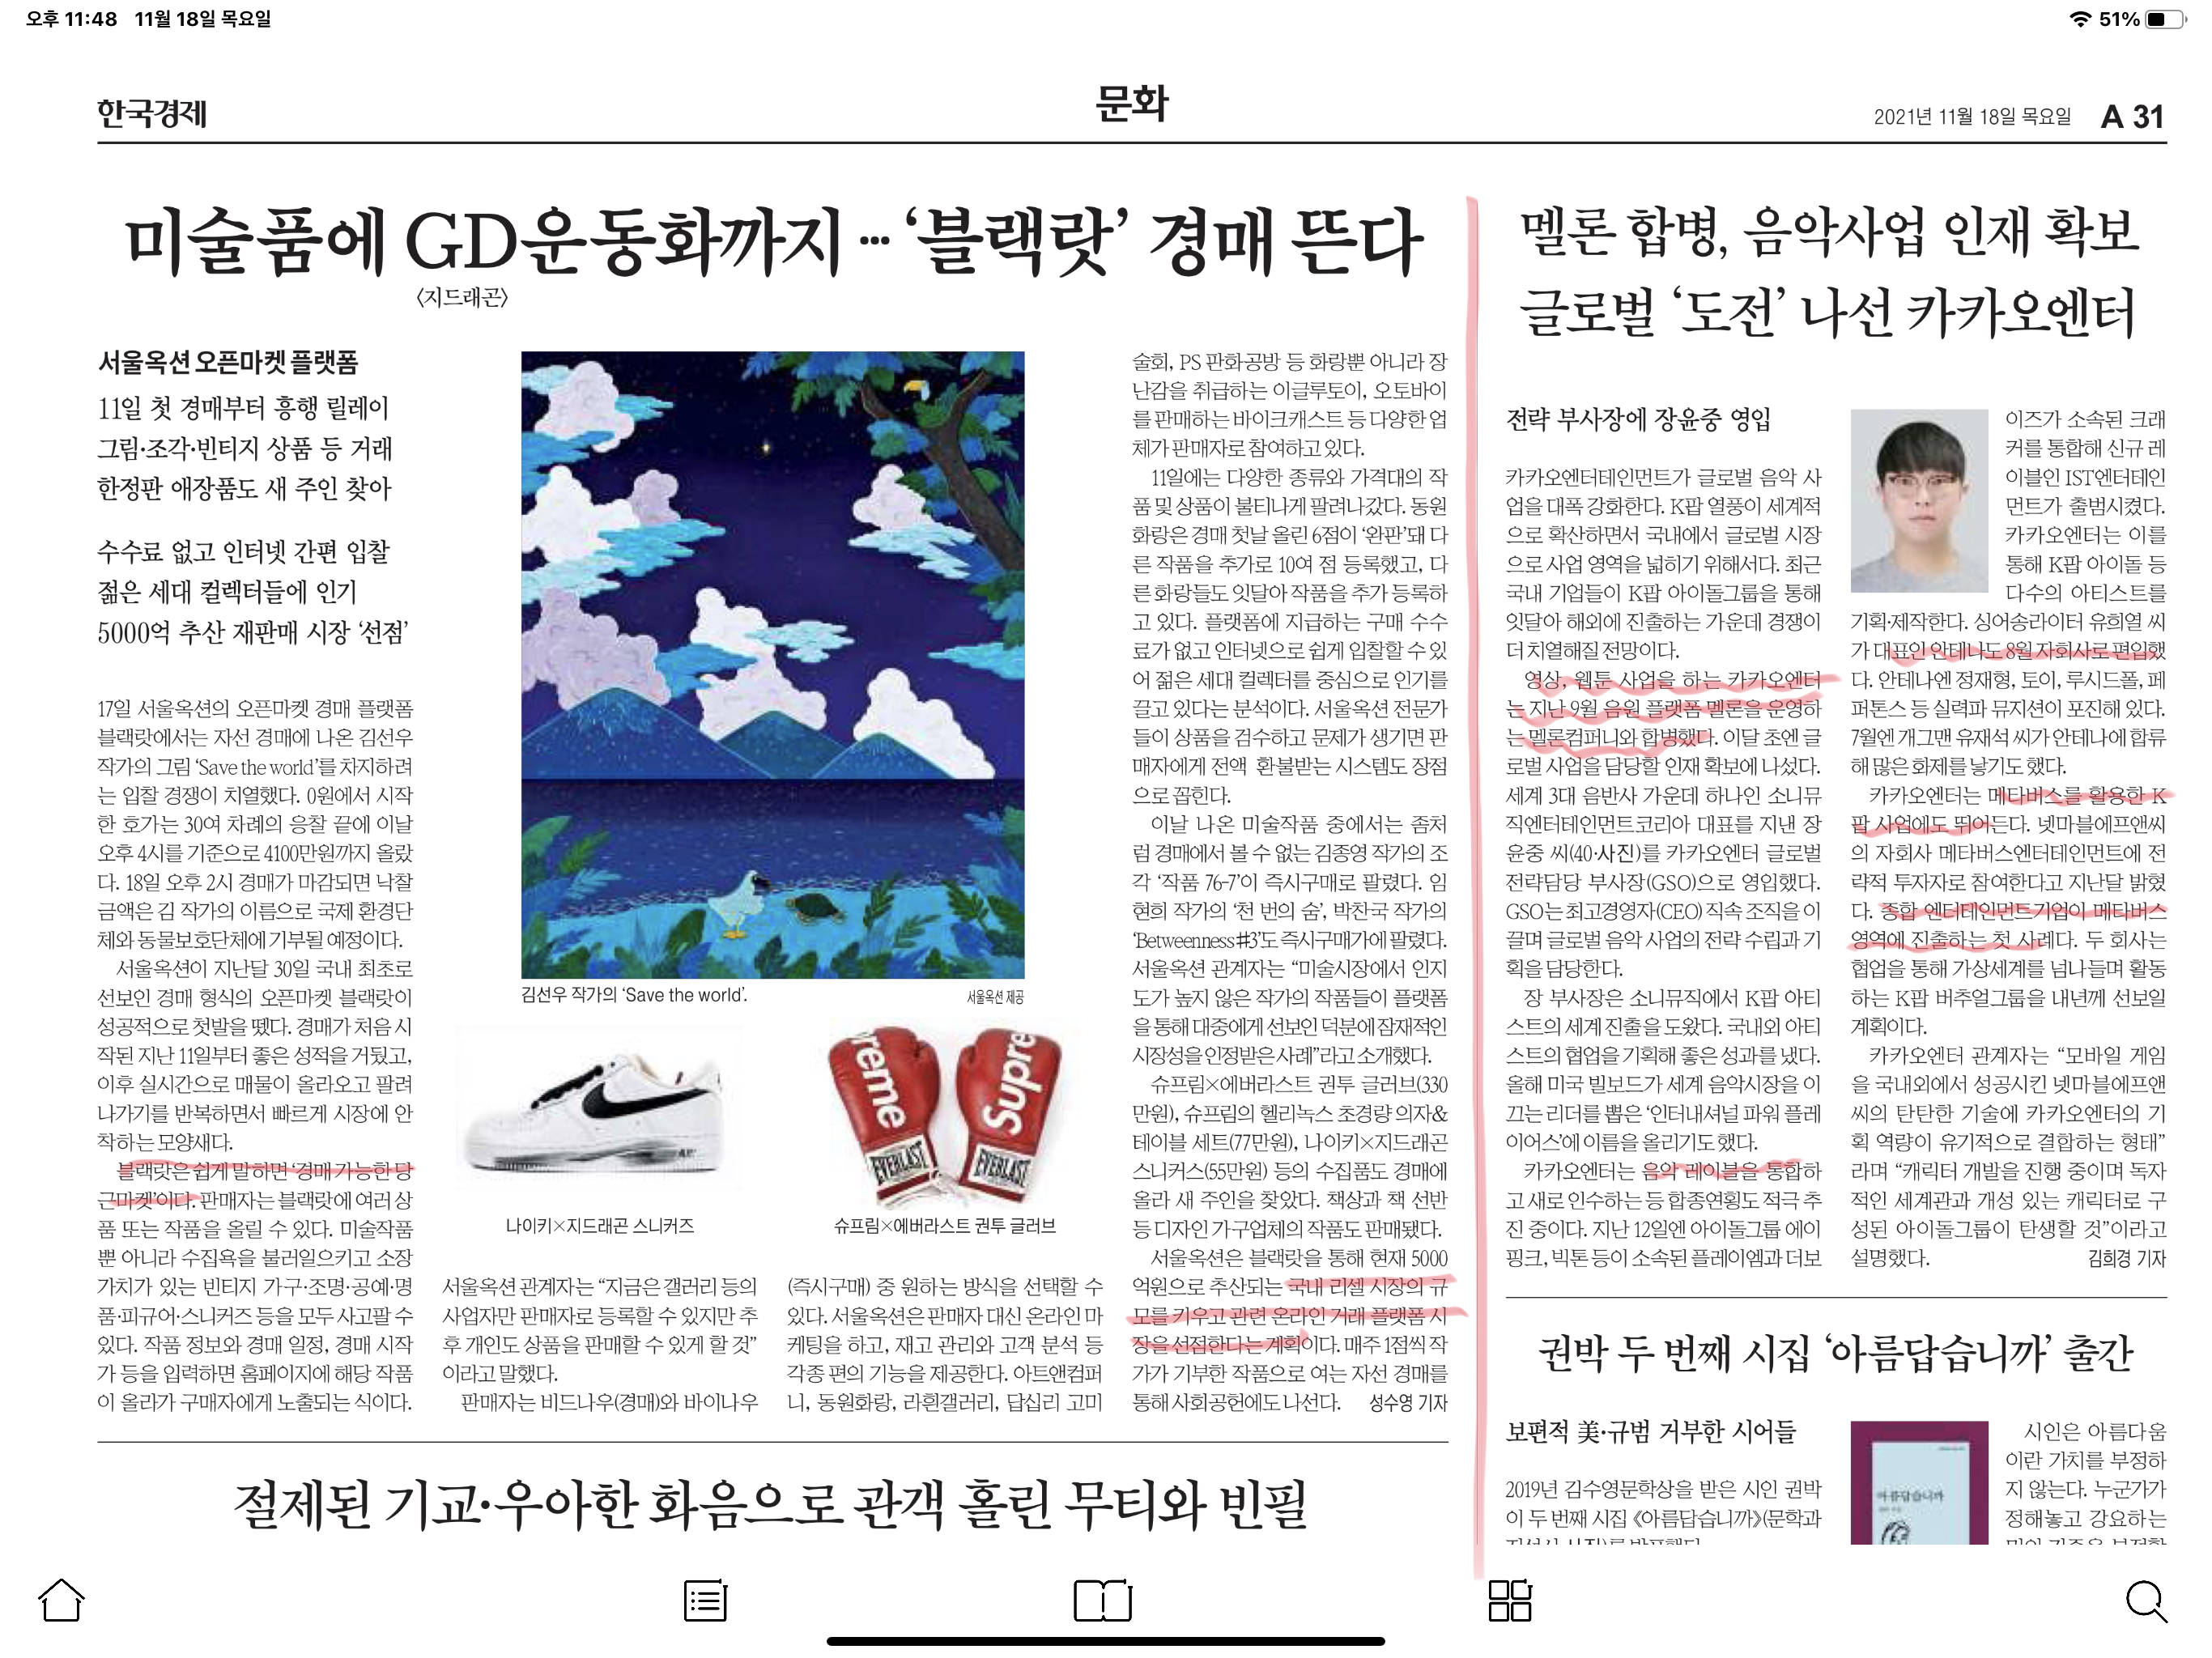 오후 11:48 11월 18일 목요일
51%
한국경제
문화
2021년 11월 18일 목요일 A 31
미술품에 GD운동화까지…‘블랙랏’ 경매 뜬다
〈지드래곤〉
서울옥션 오픈마켓 플랫폼
11일 첫 경매부터 흥행 릴레이
그림·조각·빈티지 상품 등 거래
한정판 애장품도 새 주인 찾아
수수료 없고 인터넷 간편 입찰
젊은 세대 컬렉터들에 인기
5000억 추산 재판매 시장 ‘선점’
17일 서울옥션의 오픈마켓 경매 플랫폼
블랙랏에서는 자선 경매에 나온 김선우
작가의 그림 ‘Save the world’를 차지하려
는 입찰 경쟁이 치열했다. 0원에서 시작
한 호가는 30여 차례의 응찰 끝에 이날
오후 4시를 기준으로 4100만원까지 올랐
다. 18일 오후 2시 경매가 마감되면 낙찰
금액은 김 작가의 이름으로 국제 환경단
체와 동물보호단체에 기부될 예정이다.
서울옥션이 지난달 30일 국내 최초로
선보인 경매 형식의 오픈마켓 블랙랏이
성공적으로 첫발을 뗐다. 경매가 처음 시
작된 지난 11일부터 좋은 성적을 거뒀고,
이후 실시간으로 매물이 올라오고 팔려
나가기를 반복하면서 빠르게 시장에 안
착하는 모양새다.
블랙랏은 쉽게 말하면 ‘경매 가능한 당
근마켓’이다. 판매자는 블랙랏에 여러 상
품 또는 작품을 올릴 수 있다. 미술작품
뿐 아니라 수집욕을 불러일으키고 소장
가치가 있는 빈티지 가구·조명·공예·명
품·피규어·스니커즈 등을 모두 사고팔 수
있다. 작품 정보와 경매 일정, 경매 시작
가 등을 입력하면 홈페이지에 해당 작품
이 올라가 구매자에게 노출되는 식이다.
김선우 작가의 ‘Save the world’.
서울옥션 제공
나이키×지드래곤 스니커즈
preme
Supre
EVERLAST
EVERLAST
슈프림×에버라스트 권투 글러브
서울옥션 관계자는 “지금은 갤러리 등의
사업자만 판매자로 등록할 수 있지만 추
후 개인도 상품을 판매할 수 있게 할 것”
이라고 말했다.
판매자는 비드나우(경매)와 바이나우
(즉시구매) 중 원하는 방식을 선택할 수
있다. 서울옥션은 판매자 대신 온라인 마
케팅을 하고, 재고 관리와 고객 분석 등
각종 편의 기능을 제공한다. 아트앤컴퍼
니, 동원화랑, 라흰갤러리, 답십리 고미
술회, PS 판화공방 등 화랑뿐 아니라 장
난감을 취급하는 이글루토이, 오토바이
를 판매하는 바이크캐스트 등 다양한 업
체가 판매자로 참여하고 있다.
11일에는 다양한 종류와 가격대의 작
품 및 상품이 불티나게 팔려나갔다. 동원
화랑은 경매 첫날 올린 6점이 ‘완판’돼 다
른 작품을 추가로 10여 점 등록했고, 다
른 화랑들도 잇달아 작품을 추가 등록하
고 있다. 플랫폼에 지급하는 구매 수수
료가 없고 인터넷으로 쉽게 입찰할 수 있
어 젊은 세대 컬렉터를 중심으로 인기를
끌고 있다는 분석이다. 서울옥션 전문가
들이 상품을 검수하고 문제가 생기면 판
매자에게 전액 환불받는 시스템도 장점
으로 꼽힌다.
이날 나온 미술작품 중에서는 좀처
럼 경매에서 볼 수 없는 김종영 작가의 조
각 ‘작품 76-7’이 즉시구매로 팔렸다. 임
현희 작가의 ‘천 번의 숨’, 박찬국 작가의
‘Betweenness#3’도 즉시구매가에 팔렸다.
서울옥션 관계자는 “미술시장에서 인지
도가 높지 않은 작가의 작품들이 플랫폼
을 통해 대중에게 선보인 덕분에 잠재적인
시장성을 인정받은 사례”라고 소개했다.
슈프림×에버라스트 권투 글러브(330
만원), 슈프림의 헬리녹스 초경량 의자&
테이블 세트(77만원), 나이키×지드래곤
스니커즈(55만원) 등의 수집품도 경매에
올라 새 주인을 찾았다. 책상과 책 선반
등 디자인 가구업체의 작품도 판매됐다.
서울옥션은 블랙랏을 통해 현재 5000
억원으로 추산되는 국내 리셀 시장의 규
모를 키우고 관련 온라인 거래 플랫폼 시
장을 선점한다는 계획이다. 매주 1점씩 작
가가 기부한 작품으로 여는 자선 경매를
통해 사회공헌에도 나선다. 성수영 기자
멜론 합병, 음악사업 인재 확보
글로벌 ‘도전’ 나선 카카오엔터
전략 부사장에 장윤중 영입
카카오엔터테인먼트가 글로벌 음악 사
업을 대폭 강화한다. K팝 열풍이 세계적
으로 확산하면서 국내에서 글로벌 시장
으로 사업 영역을 넓히기 위해서다. 최근
국내 기업들이 K팝 아이돌그룹을 통해
잇달아 해외에 진출하는 가운데 경쟁이
더 치열해질 전망이다.
영상, 웹툰 사업을 하는 카카오엔터
는 지난 9월 음원 플랫폼 멜론을 운영하
는 멜론컴퍼니와 합병했다. 이달 초엔 글
로벌 사업을 담당할 인재 확보에 나섰다.
세계 3대 음반사 가운데 하나인 소니뮤
직엔터테인먼트코리아 대표를 지낸 장
윤중 씨(40·사진)를 카카오엔터 글로벌
전략담당 부사장(GSO)으로 영입했다.
GSO는 최고경영자(CEO) 직속 조직을 이
끌며 글로벌 음악 사업의 전략 수립과 기
획을 담당한다.
장 부사장은 소니뮤직에서 K팝 아티
스트의 세계 진출을 도왔다. 국내외 아티
스트의 협업을 기획해 좋은 성과를 냈다.
올해 미국 빌보드가 세계 음악시장을 이
끄는 리더를 뽑은 ‘인터내셔널 파워 플레
이어스’에 이름을 올리기도 했다.
카카오엔터는 음악 레이블을 통합하
고 새로 인수하는 등 합종연횡도 적극 추
진 중이다. 지난 12일엔 아이돌그룹 에이
핑크, 빅톤 등이 소속된 플레이엠과 더보
이즈가 소속된 크래
커를 통합해 신규 레
이블인 IST엔터테인
먼트가 출범시켰다.
카카오엔터는 이를
통해 K팝 아이돌 등
다수의 아티스트를
기획·제작한다. 싱어송라이터 유희열 씨
가 대표인 안테나도 8월 자회사로 편입했
다. 안테나엔 정재형, 토이, 루시드폴, 페
퍼톤스 등 실력파 뮤지션이 포진해 있다.
7월엔 개그맨 유재석 씨가 안테나에 합류
해 많은 화제를 낳기도 했다.
카카오엔터는 메타버스를 활용한 K
팝 사업에도 뛰어든다. 넷마블에프앤씨
의 자회사 메타버스엔터테인먼트에 전
략적 투자자로 참여한다고 지난달 밝혔
다. 종합 엔터테인먼트기업이 메타버스
영역에 진출하는 첫 사례다. 두 회사는
협업을 통해 가상세계를 넘나들며 활동
하는 K팝 버추얼그룹을 내년께 선보일
계획이다.
카카오엔터 관계자는 “모바일 게임
을 국내외에서 성공시킨 넷마블에프앤
씨의 탄탄한 기술에 카카오엔터의 기
획 역량이 유기적으로 결합하는 형태”
라며 “캐릭터 개발을 진행 중이며 독자
적인 세계관과 개성 있는 캐릭터로 구
성된 아이돌그룹이 탄생할 것”이라고
설명했다. 김희경 기자
권박 두 번째 시집 ‘아름답습니까’ 출간
보편적 美·규범 거부한 시어들
2019년 김수영문학상을 받은 시인 권박
이 두 번째 시집 《아름답습니까》(문학과
아름답습니까
시인은 아름다움
이란 가치를 부정하
지 않는다. 누군가가
정해놓고 강요하는
절제된 기교·우아한 화음으로 관객 홀린 무티와 빈필